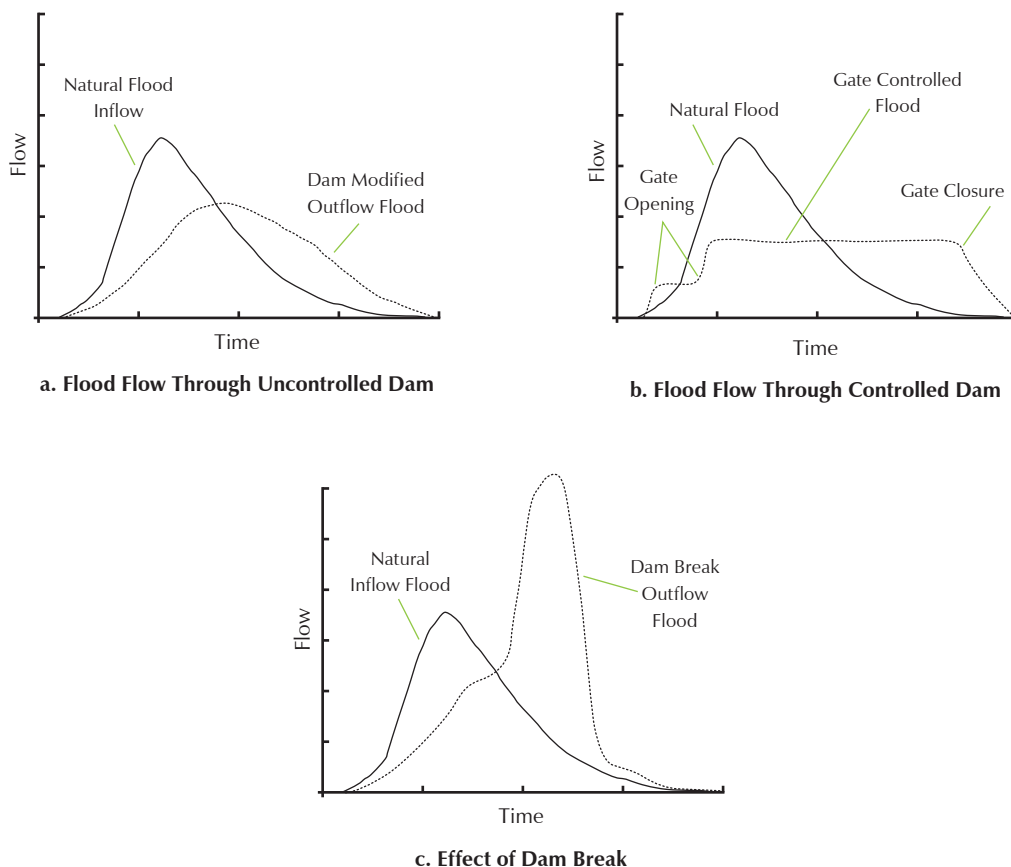 Natural Flood
Inflow
Flow
Dam Modified
Outflow Flood
Time
a. Flood Flow Through Uncontrolled Dam
Gate Controlled
Flood
Natural Flood
Flow
Gate
Opening
Gate Closure
Time
b. Flood Flow Through Controlled Dam
Natural
Inflow Flood
Flow
Dam Break
Outflow
Flood
Time
c. Effect of Dam Break